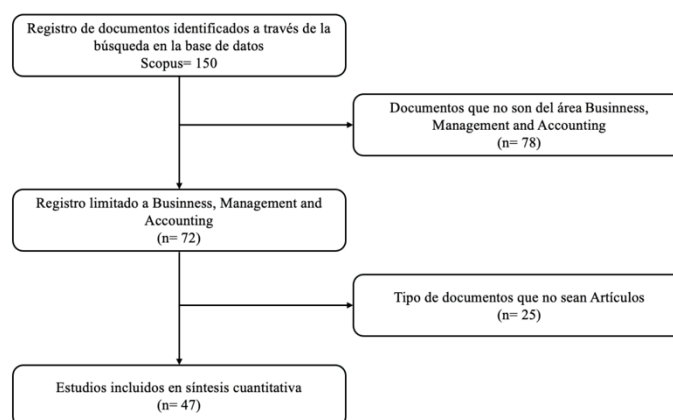 Registro de documentos identificados a través de la
búsqueda en la base de datos
Scopus= 150
Documentos que no son del área Businness,
Management and Accounting
(n= 78)
Registro limitado a Businness, Management and
Accounting
(n= 72)
Tipo de documentos que no sean Artículos
(n= 25)
Estudios incluidos en síntesis cuantitativa
(n= 47)